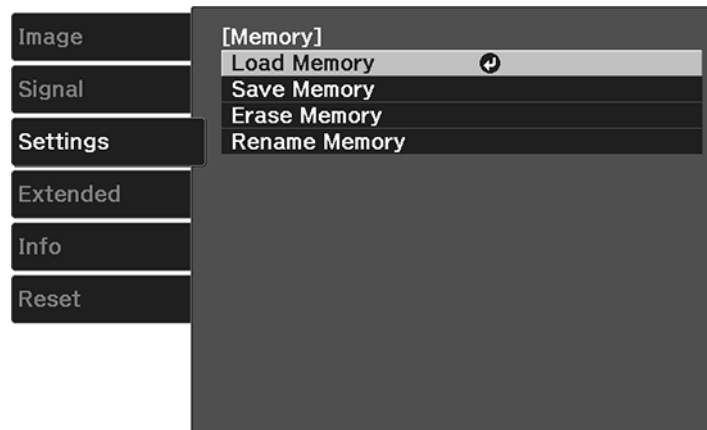 Image
Signal
Settings
Extended
Info
Reset
[Memory]
Load Memory
Save Memory
Erase Memory
Rename Memory